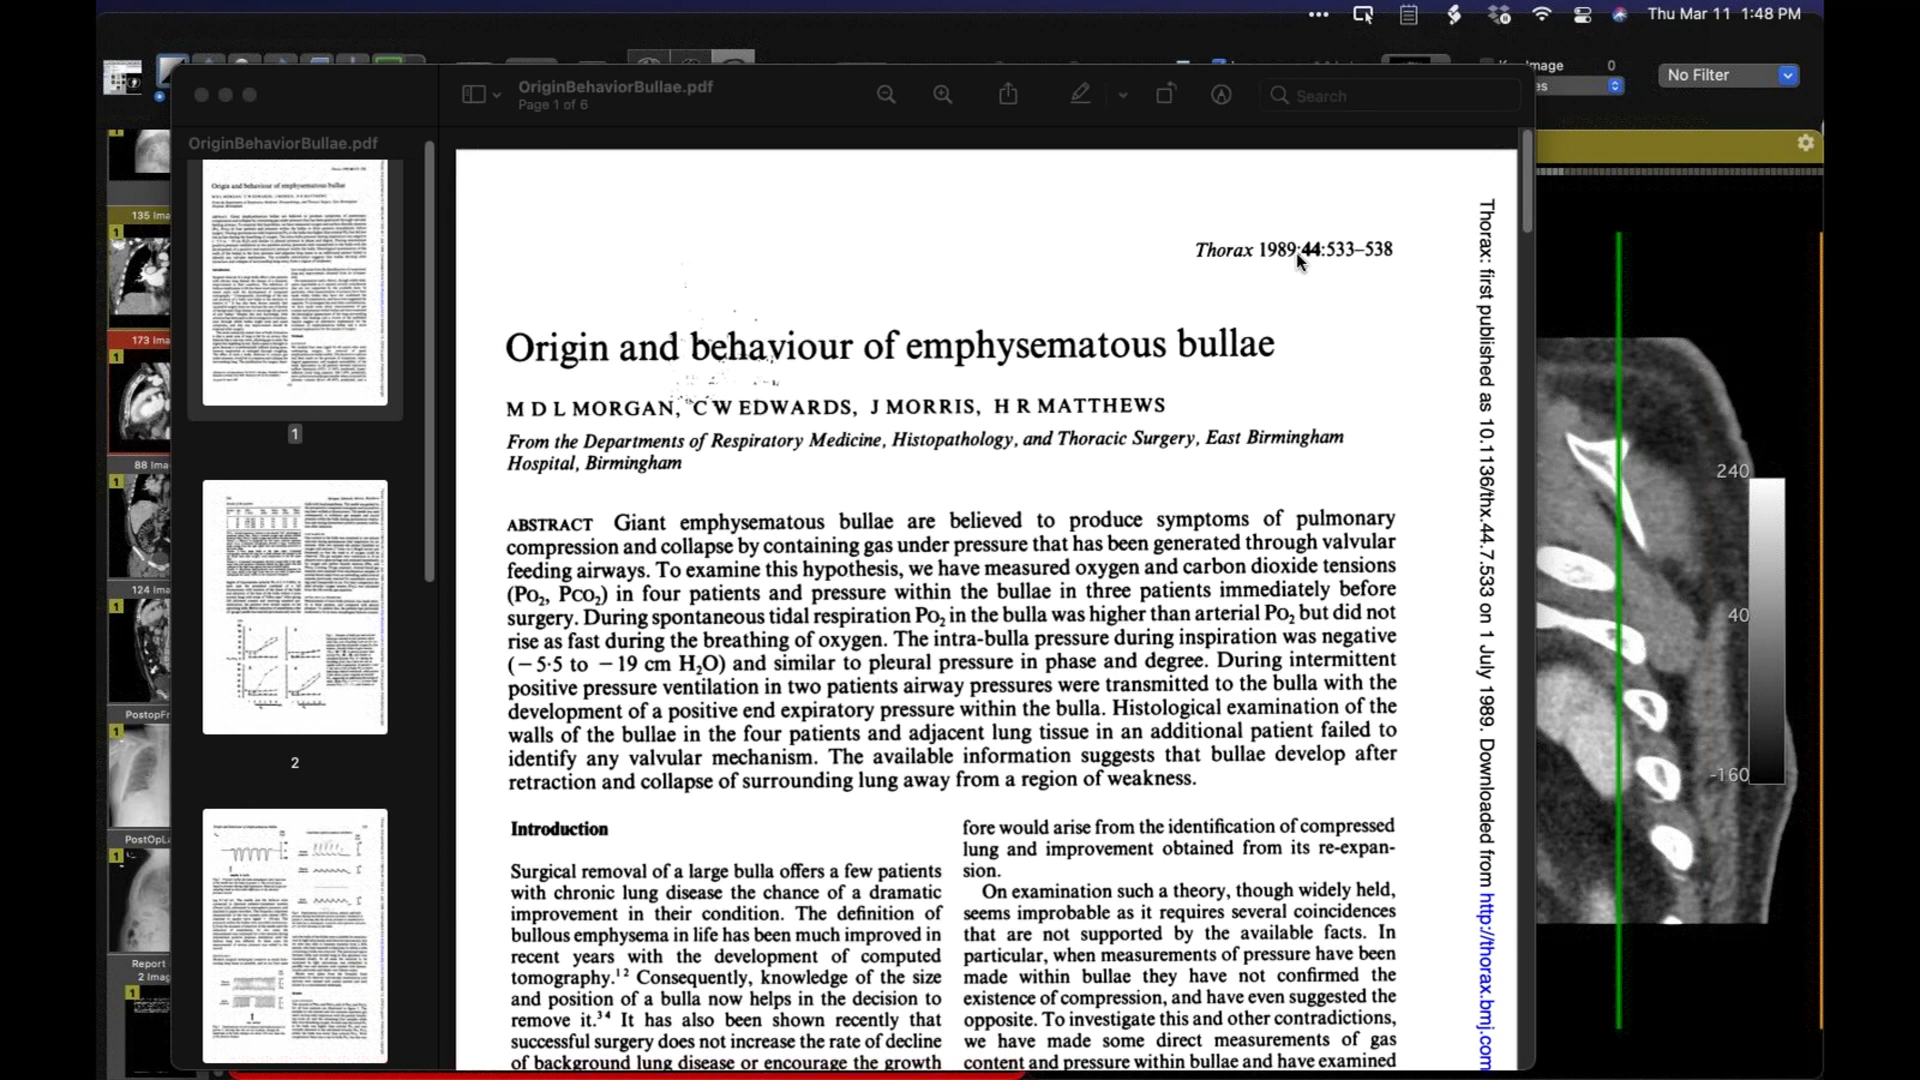 Thu Mar 11 1:48 PM
Image
0
No Filter
es
OriginBehaviorBullae.pdf
Page 1 of 6
Search
OriginBehaviorBullae.pdf
135 Ima
1
173 Ima
1
88 Ima
1
124 Ima
1
PostopFr
1
PostOpLa
1
Report
2 Imag
1
1
2
Thorax 1989;44:533–538
Origin and behaviour of emphysematous bullae
M D L MORGAN, C W EDWARDS, J MORRIS, H R MATTHEWS
From the Departments of Respiratory Medicine, Histopathology, and Thoracic Surgery, East Birmingham
Hospital, Birmingham
ABSTRACT Giant emphysematous bullae are believed to produce symptoms of pulmonary
compression and collapse by containing gas under pressure that has been generated through valvular
feeding airways. To examine this hypothesis, we have measured oxygen and carbon dioxide tensions
(Po₂, Pco₂) in four patients and pressure within the bullae in three patients immediately before
surgery. During spontaneous tidal respiration Po₂ in the bulla was higher than arterial Po₂ but did not
rise as fast during the breathing of oxygen. The intra-bulla pressure during inspiration was negative
(−5·5 to −19 cm H₂O) and similar to pleural pressure in phase and degree. During intermittent
positive pressure ventilation in two patients airway pressures were transmitted to the bulla with the
development of a positive end expiratory pressure within the bulla. Histological examination of the
walls of the bullae in the four patients and adjacent lung tissue in an additional patient failed to
identify any valvular mechanism. The available information suggests that bullae develop after
retraction and collapse of surrounding lung away from a region of weakness.
Introduction
Surgical removal of a large bulla offers a few patients
with chronic lung disease the chance of a dramatic
improvement in their condition. The definition of
bullous emphysema in life has been much improved in
recent years with the development of computed
tomography.¹² Consequently, knowledge of the size
and position of a bulla now helps in the decision to
remove it.³⁴ It has also been shown recently that
successful surgery does not increase the rate of decline
of background lung disease or encourage the growth
fore would arise from the identification of compressed
lung and improvement obtained from its re-expan-
sion.
On examination such a theory, though widely held,
seems improbable as it requires several coincidences
that are not supported by the available facts. In
particular, when measurements of pressure have been
made within bullae they have not confirmed the
existence of compression, and have even suggested the
opposite. To investigate this and other contradictions,
we have made some direct measurements of gas
content and pressure within bullae and have examined
Thorax: first published as 10.1136/thx.44.7.533 on 1 July 1989. Downloaded from http://thorax.bmj.com
240
40
-160